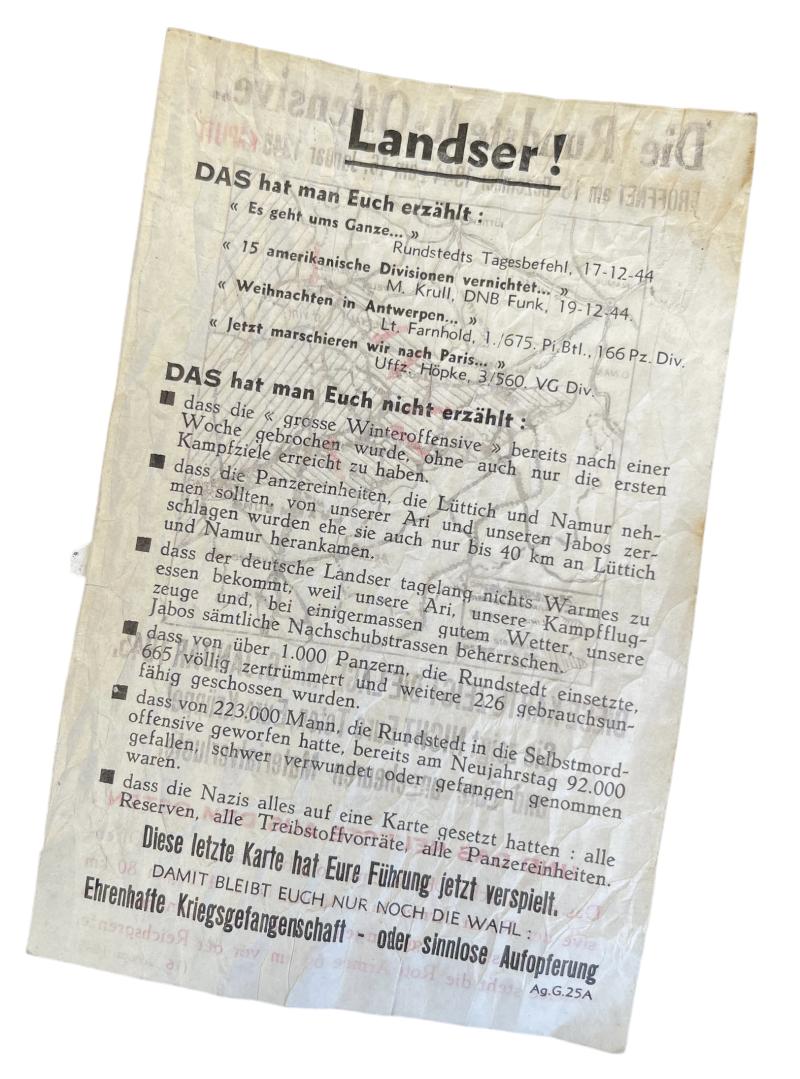 Landser !
DAS hat man Euch erzählt :
« Es geht ums Ganze... »
Rundstedts Tagesbefehl, 17-12-44
« 15 amerikanische Divisionen vernichtet... »
M. Krull, DNB Funk, 19-12-44.
« Weihnachten in Antwerpen... »
Lt. Farnhold, 1./675. Pi.Btl., 166 Pz. Div.
« Jetzt marschieren wir nach Paris... »
Uffz. Höpke, 3/560. VG Div.
DAS hat man Euch nicht erzählt :
■ dass die « grosse Winteroffensive » bereits nach einer
Woche gebrochen wurde, ohne auch nur die ersten
Kampfziele erreicht zu haben.
■ dass die Panzereinheiten, die Lüttich und Namur neh-
men sollten, von unserer Ari und unseren Jabos zer-
schlagen wurden ehe sie auch nur bis 40 km an Lüttich
und Namur herankamen.
■ dass der deutsche Landser tagelang nichts Warmes zu
essen bekommt, weil unsere Ari, unsere Kampfflug-
zeuge und, bei einigermassen gutem Wetter, unsere
Jabos sämtliche Nachschubstrassen beherrschen.
■ dass von über 1.000 Panzern, die Rundstedt einsetzte,
665 völlig zertrümmert und weitere 226 gebrauchsun-
fähig geschossen wurden.
■ dass von 223.000 Mann, die Rundstedt in die Selbstmord-
offensive geworfen hatte, bereits am Neujahrstag 92.000
gefallen, schwer verwundet oder gefangen genommen
waren.
■ dass die Nazis alles auf eine Karte gesetzt hatten : alle
Reserven, alle Treibstoffvorräte, alle Panzereinheiten.
Diese letzte Karte hat Eure Führung jetzt verspielt.
DAMIT BLEIBT EUCH NUR NOCH DIE WAHL :
Ehrenhafte Kriegsgefangenschaft - oder sinnlose Aufopferung
Ag.G.25A